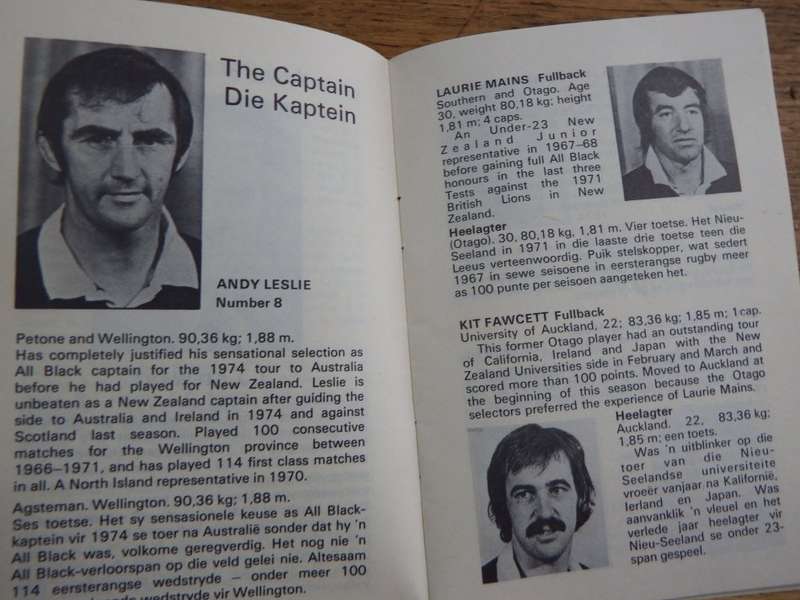 The Captain
Die Kaptein
ANDY LESLIE
Number 8
Petone and Wellington. 90,36 kg; 1,88 m.
Has completely justified his sensational selection as
All Black captain for the 1974 tour to Australia
before he had played for New Zealand. Leslie is
unbeaten as a New Zealand captain after guiding the
side to Australia and Ireland in 1974 and against
Scotland last season. Played 100 consecutive
matches for the Wellington province between
1966–1971, and has played 114 first class matches
in all. A North Island representative in 1970.
Agsteman. Wellington. 90,36 kg; 1,88 m.
Ses toetse. Het sy sensasionele keuse as All Black-
kaptein vir 1974 se toer na Australië sonder dat hy 'n
All Black was, volkome geregverdig. Het nog nie 'n
All Black-verloorspan op die veld gelei nie. Altesaam
114 eersterangse wedstryde – onder meer 100
wedstryde vir Wellington.
LAURIE MAINS Fullback
Southern and Otago. Age
30, weight 80,18 kg; height
1,81 m; 4 caps.
An Under-23 New
Zealand Junior
representative in 1967–68
before gaining full All Black
honours in the last three
Tests against the 1971
British Lions in New
Zealand.
Heelagter
(Otago). 30, 80,18 kg, 1,81 m. Vier toetse. Het Nieu-
Seeland in 1971 in die laaste drie toetse teen die
Leeus verteenwoordig. Puik stelskopper, wat sedert
1967 in sewe seisoene in eersterangse rugby meer
as 100 punte per seisoen aangeteken het.
KIT FAWCETT Fullback
University of Auckland, 22; 83,36 kg; 1,85 m; 1 cap.
This former Otago player had an outstanding tour
of California, Ireland and Japan with the New
Zealand Universities side in February and March and
scored more than 100 points. Moved to Auckland at
the beginning of this season because the Otago
selectors preferred the experience of Laurie Mains.
Heelagter
Auckland. 22, 83,36 kg;
1,85 m; een toets.
Was 'n uitblinker op die
toer van die Nieu-
Seelandse universiteite
vroeër vanjaar na Kalifornië,
Ierland en Japan. Was
aanvanklik 'n vleuel en het
verlede jaar heelagter vir
Nieu-Seeland se onder 23-
span gespeel.